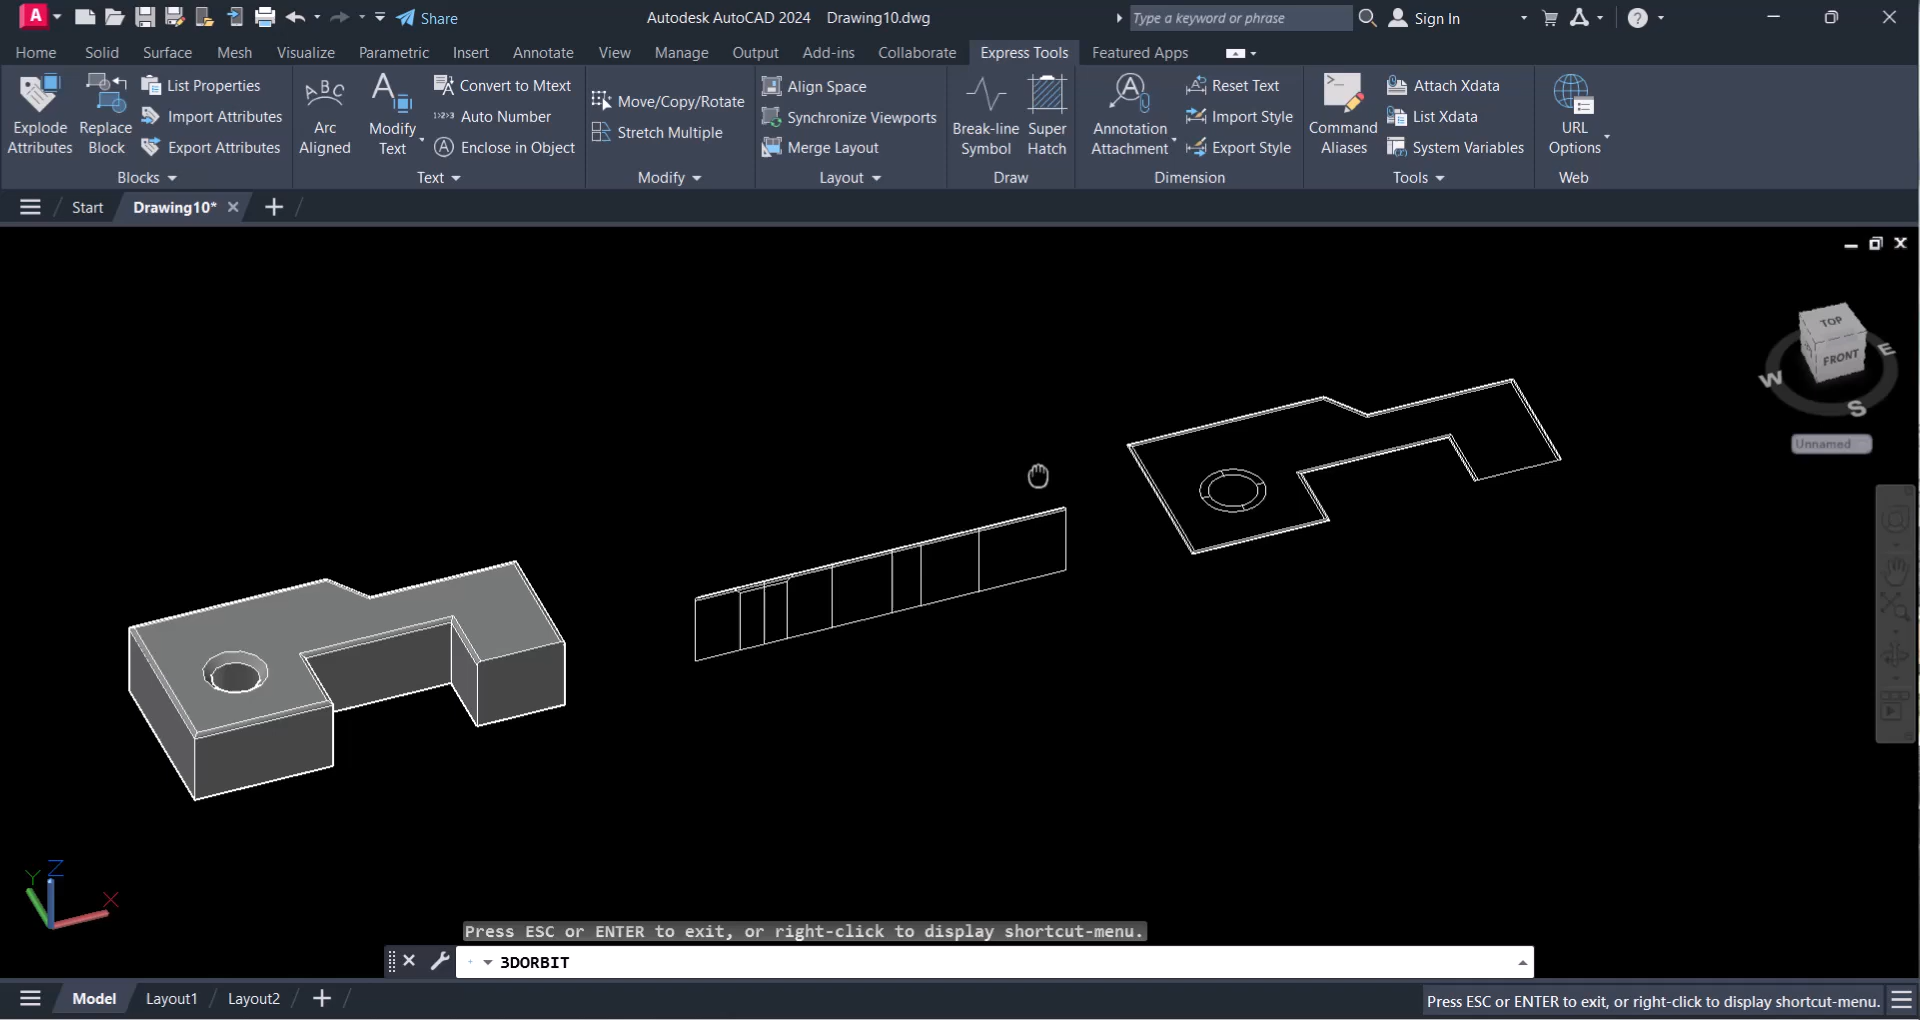 A Share Autodesk AutoCAD 2024 Drawing10.dwg Type a keyword or phrase Sign In ?
Home Solid Surface Mesh Visualize Parametric Insert Annotate View Manage Output Add-ins Collaborate Express Tools Featured Apps
List Properties Convert to Mtext Align Space Reset Text Attach Xdata
Move/Copy/Rotate
Import Attributes Auto Number Synchronize Viewports Import Style List Xdata
Explode Replace Arc Modify Stretch Multiple Break-line Super Annotation Command URL
Attributes Block Export Attributes Aligned Text Enclose in Object Merge Layout Symbol Hatch Attachment Export Style Aliases System Variables Options
Blocks Text Modify Layout Draw Dimension Tools Web
Start Drawing10*
TOP
FRONT
E
W
S
Unnamed
Z
Y
X
Press ESC or ENTER to exit, or right-click to display shortcut-menu.
3DORBIT
Model Layout1 Layout2 Press ESC or ENTER to exit, or right-click to display shortcut-menu.